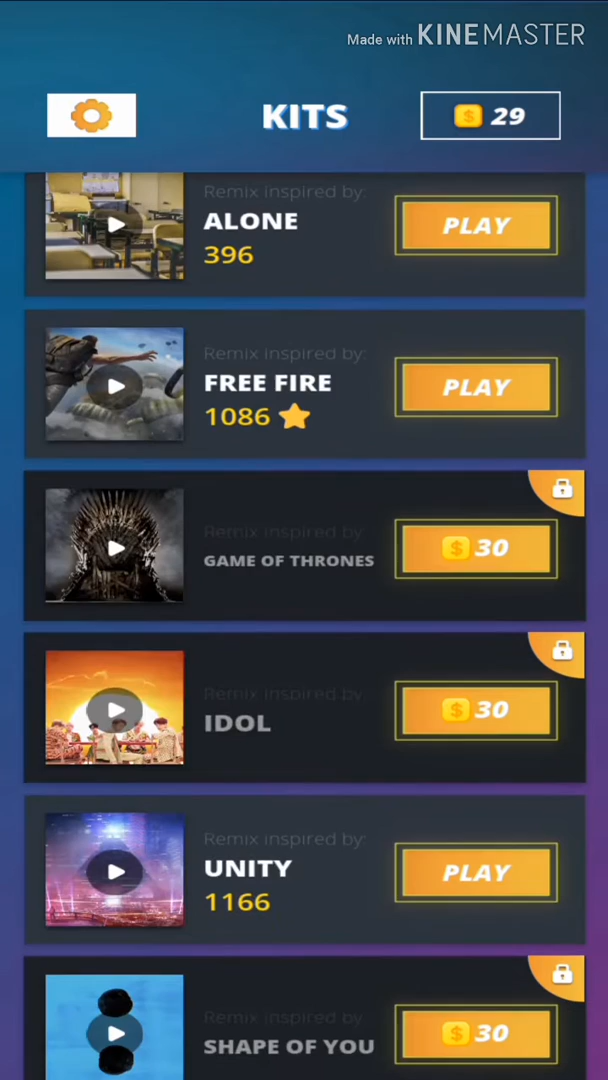 Made with KINEMASTER
KITS
29
Remix inspired by:
ALONE
396
PLAY
Remix inspired by:
FREE FIRE
1086
PLAY
Remix inspired by:
GAME OF THRONES
30
Remix inspired by:
IDOL
30
Remix inspired by:
UNITY
1166
PLAY
Remix inspired by:
SHAPE OF YOU
30